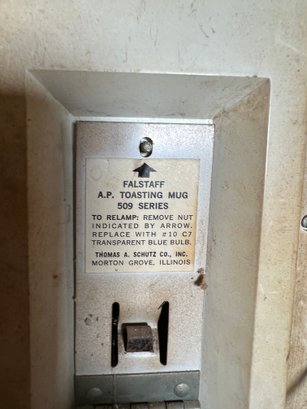 FALSTAFF
A.P. TOASTING MUG
509 SERIES
TO RELAMP: REMOVE NUT
INDICATED BY ARROW.
REPLACE WITH #10 C7
TRANSPARENT BLUE BULB.
THOMAS A. SCHUTZ CO., INC.
MORTON GROVE, ILLINOIS